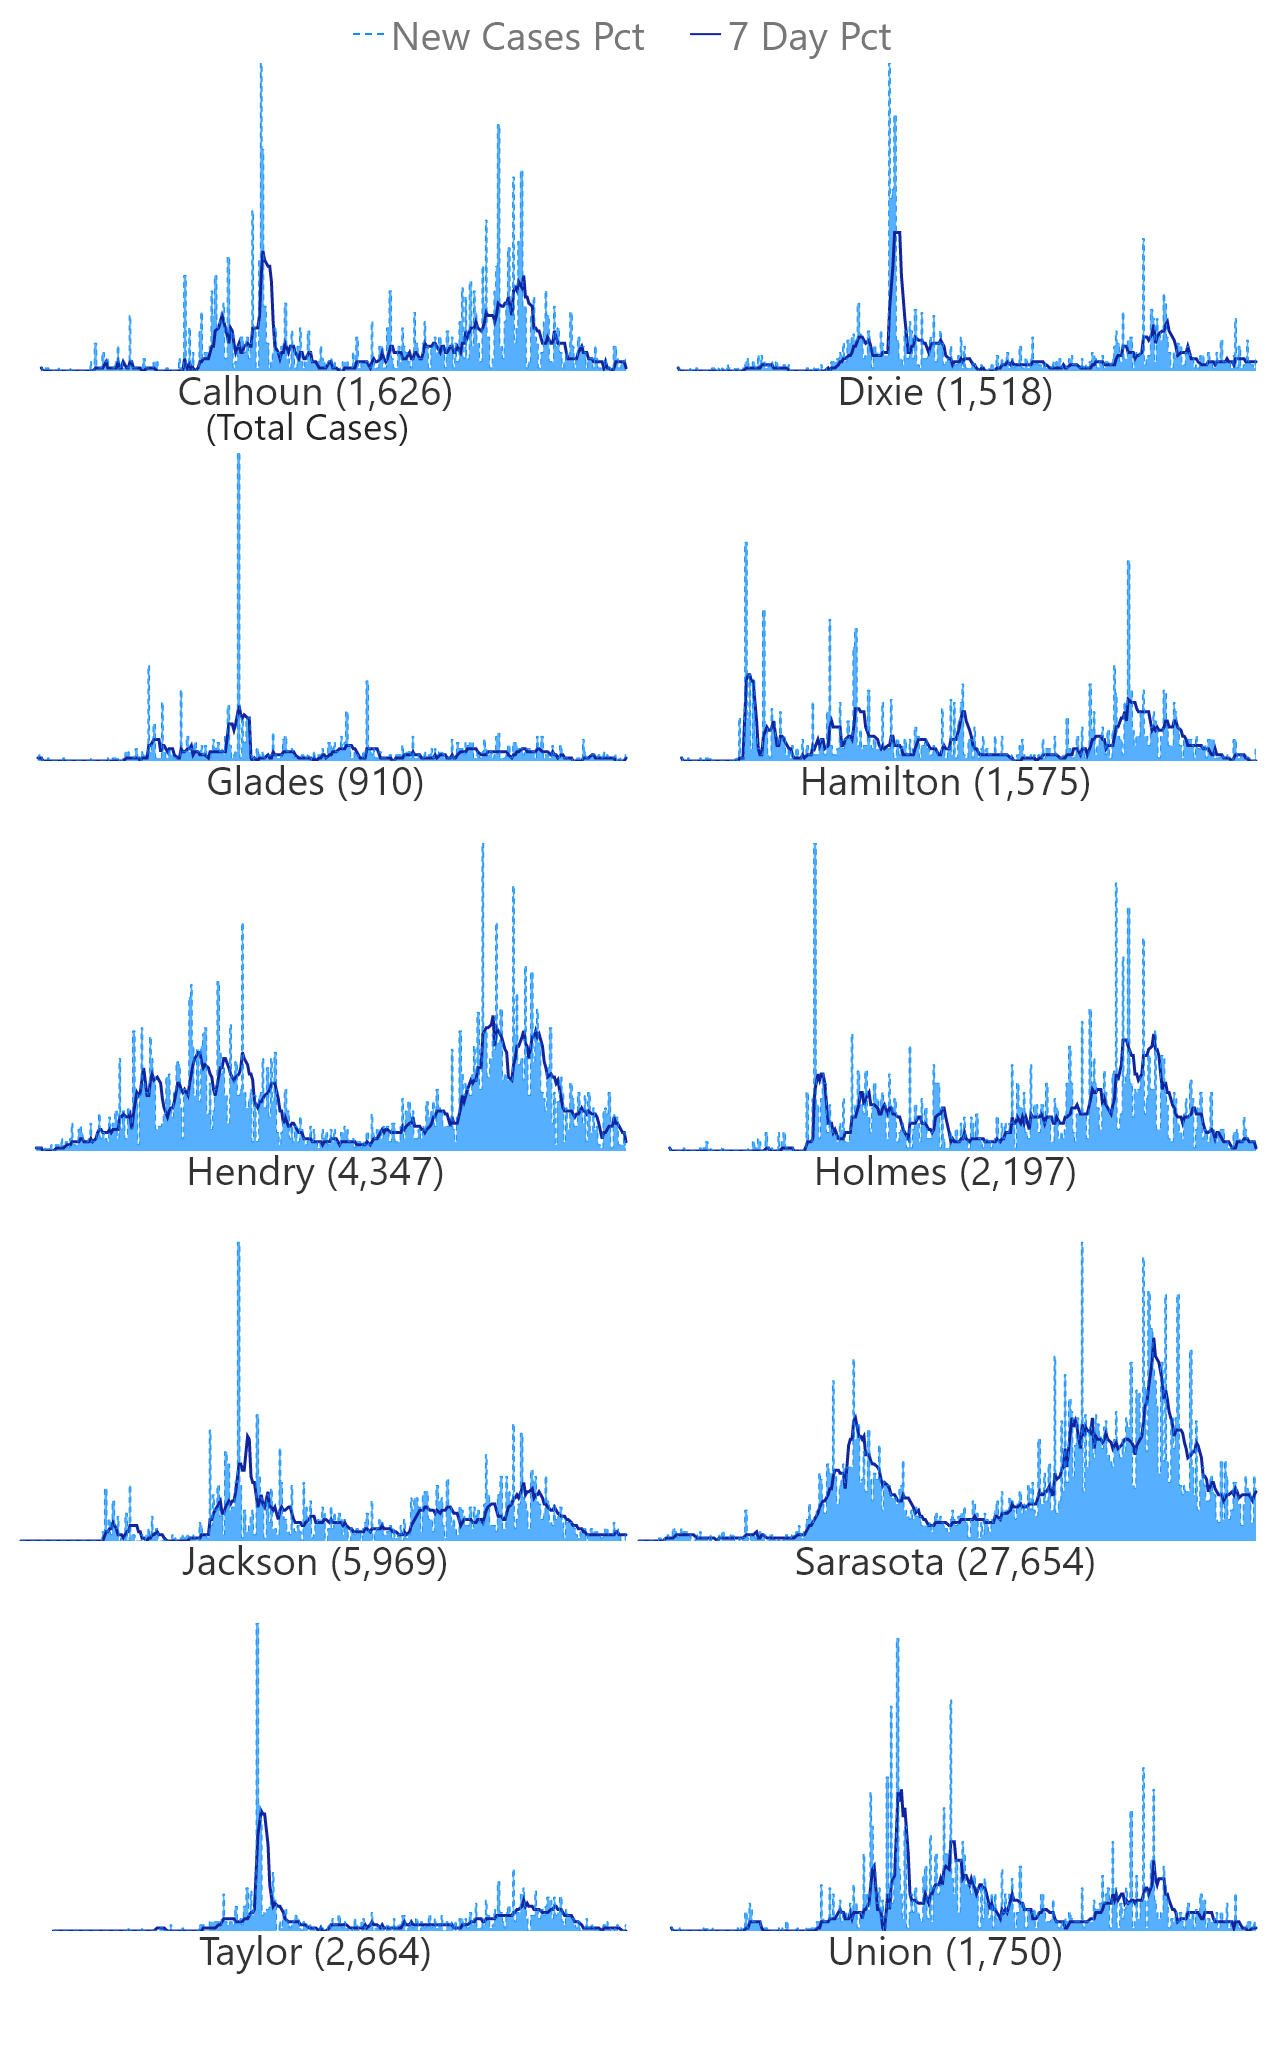 New Cases Pct 7 Day Pct
Calhoun (1,626) Dixie (1,518)
(Total Cases)
Glades (910) Hamilton (1,575)
Hendry (4,347) Holmes (2,197)
Jackson (5,969) Sarasota (27,654)
Taylor (2,664) Union (1,750)